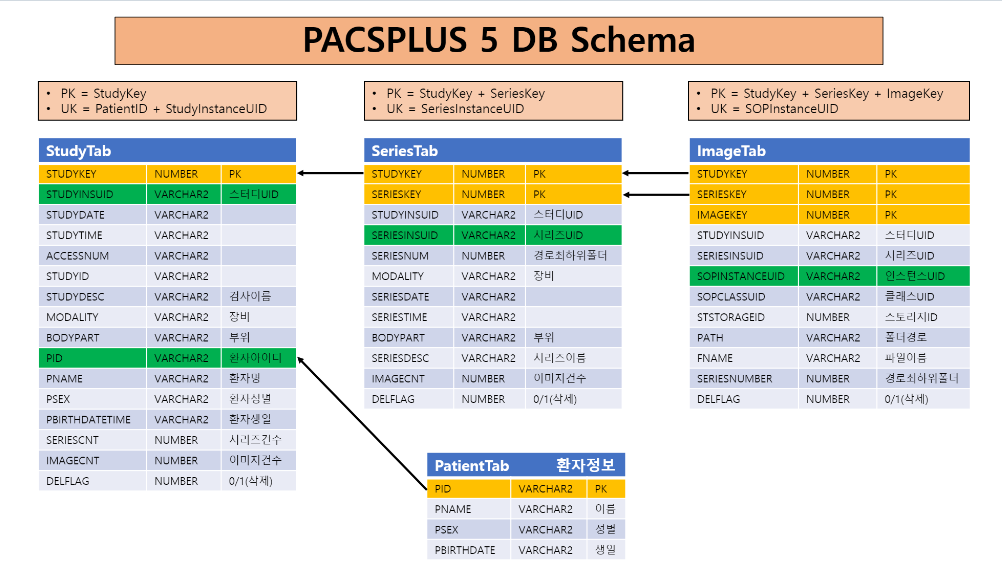 PACSPLUS 5 DB Schema
• PK = StudyKey
• UK = PatientID + StudyInstanceUID
• PK = StudyKey + SeriesKey
• UK = SeriesInstanceUID
• PK = StudyKey + SeriesKey + ImageKey
• UK = SOPInstanceUID
StudyTab
STUDYKEY NUMBER PK
STUDYINSUID VARCHAR2 스터디UID
STUDYDATE VARCHAR2
STUDYTIME VARCHAR2
ACCESSNUM VARCHAR2
STUDYID VARCHAR2
STUDYDESC VARCHAR2 검사이름
MODALITY VARCHAR2 장비
BODYPART VARCHAR2 부위
PID VARCHAR2 환자아이디
PNAME VARCHAR2 환자명
PSEX VARCHAR2 환자성별
PBIRTHDATETIME VARCHAR2 환자생일
SERIESCNT NUMBER 시리즈건수
IMAGECNT NUMBER 이미지건수
DELFLAG NUMBER 0/1(삭제)
SeriesTab
STUDYKEY NUMBER PK
SERIESKEY NUMBER PK
STUDYINSUID VARCHAR2 스터디UID
SERIESINSUID VARCHAR2 시리즈UID
SERIESNUM NUMBER 경로최하위폴더
MODALITY VARCHAR2 장비
SERIESDATE VARCHAR2
SERIESTIME VARCHAR2
BODYPART VARCHAR2 부위
SERIESDESC VARCHAR2 시리즈이름
IMAGECNT NUMBER 이미지건수
DELFLAG NUMBER 0/1(삭제)
ImageTab
STUDYKEY NUMBER PK
SERIESKEY NUMBER PK
IMAGEKEY NUMBER PK
STUDYINSUID VARCHAR2 스터디UID
SERIESINSUID VARCHAR2 시리즈UID
SOPINSTANCEUID VARCHAR2 인스턴스UID
SOPCLASSUID VARCHAR2 클래스UID
STSTORAGEID NUMBER 스토리지ID
PATH VARCHAR2 폴더경로
FNAME VARCHAR2 파일이름
SERIESNUMBER NUMBER 경로최하위폴더
DELFLAG NUMBER 0/1(삭제)
PatientTab 환자정보
PID VARCHAR2 PK
PNAME VARCHAR2 이름
PSEX VARCHAR2 성별
PBIRTHDATE VARCHAR2 생일